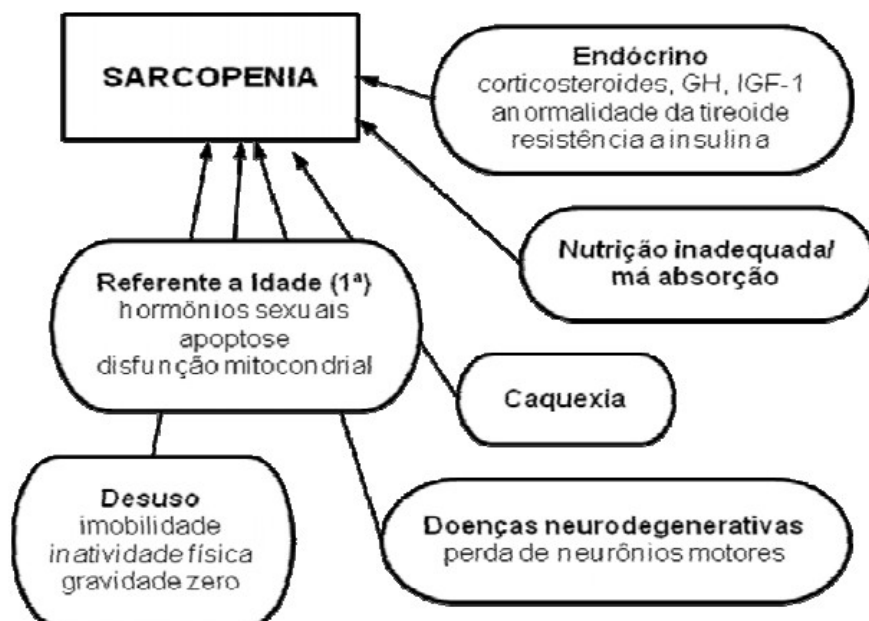 SARCOPENIA
Endócrino
corticosteroides, GH, IGF-1
anormalidade da tireoide
resistência a insulina
Nutrição inadequada/
má absorção
Referente a Idade (1ª)
hormônios sexuais
apoptose
disfunção mitocondrial
Caquexia
Desuso
imobilidade
inatividade física
gravidade zero
Doenças neurodegenerativas
perda de neurônios motores